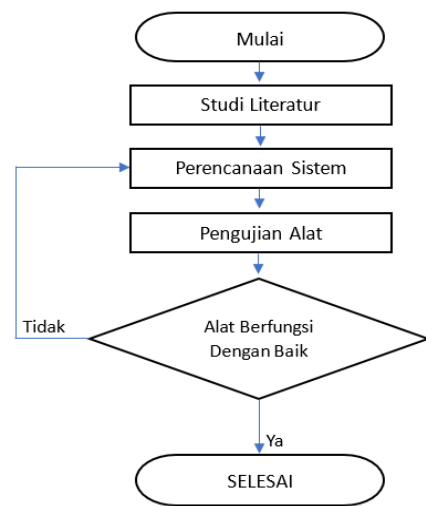 Mulai
Studi Literatur
Perencanaan Sistem
Pengujian Alat
Tidak
Alat Berfungsi
Dengan Baik
Ya
SELESAI